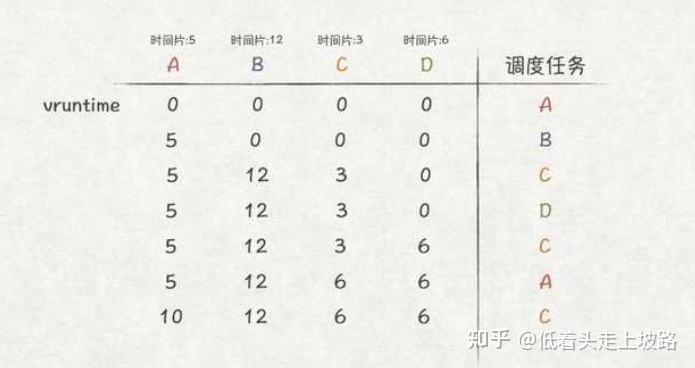 时间片:5 时间片:12 时间片:3 时间片:6
A B C D 调度任务
vruntime 0 0 0 0 A
5 0 0 0 B
5 12 3 0 C
5 12 3 0 D
5 12 3 6 C
5 12 6 6 A
10 12 6 6 C
知乎 @低着头走上坡路